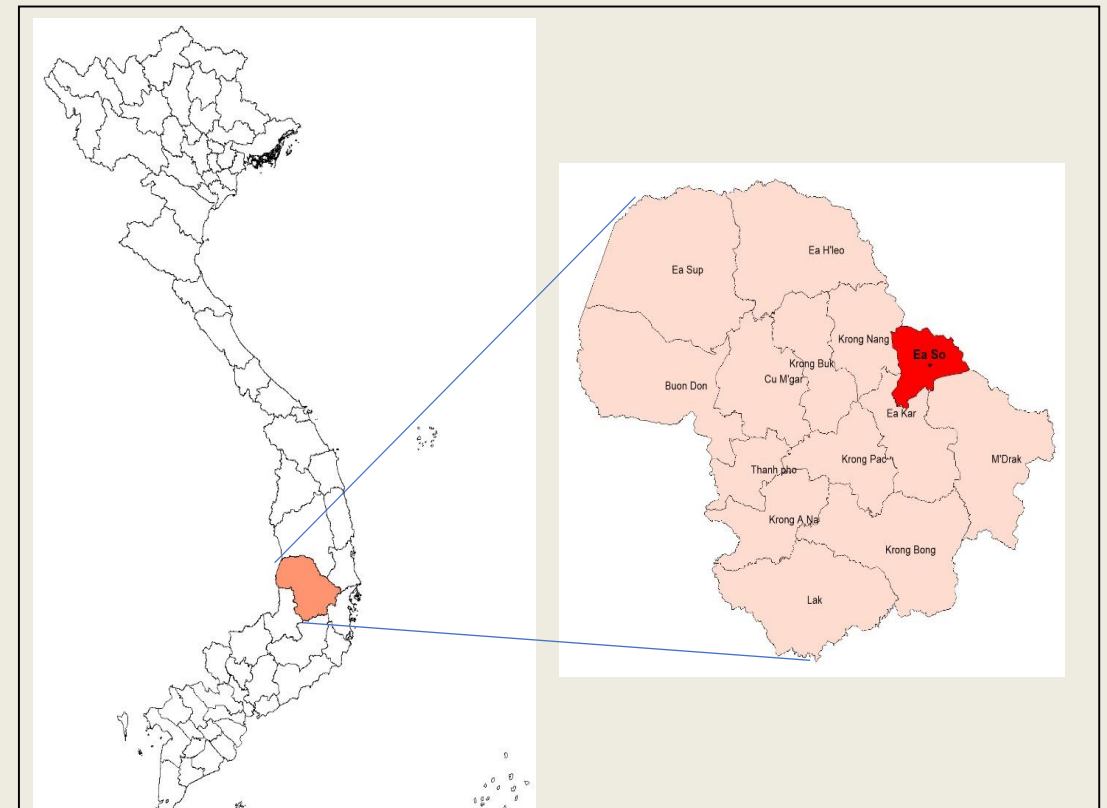 Ea H'leo
Ea Sup
Krong Nang
Ea So
Krong Buk
Cu M'gar
Buon Don
Ea Kar
Krong Pac
M'Drak
Thanh pho
Krong A Na
Krong Bong
Lak